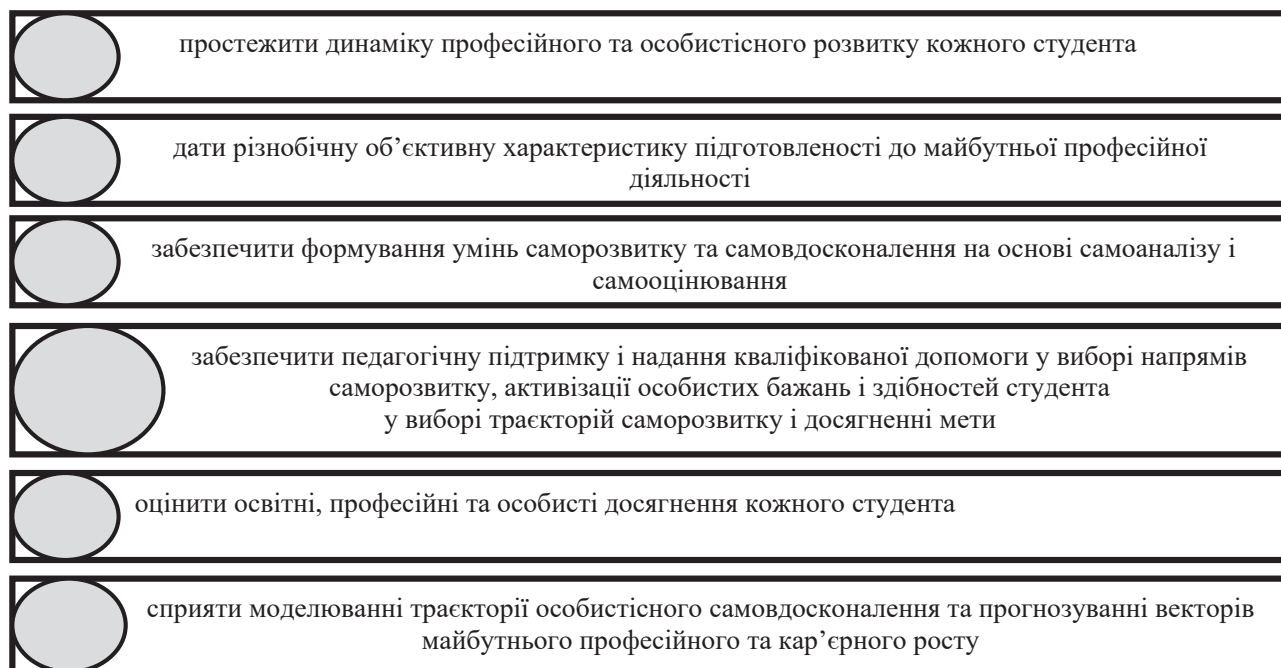 простежити динаміку професійного та особистісного розвитку кожного студента
дати різнобічну об’єктивну характеристику підготовленості до майбутньої професійної
діяльності
забезпечити формування умінь саморозвитку та самовдосконалення на основі самоаналізу і
самооцінювання
забезпечити педагогічну підтримку і надання кваліфікованої допомоги у виборі напрямів
саморозвитку, активізації особистих бажань і здібностей студента
у виборі траєкторій саморозвитку і досягненні мети
оцінити освітні, професійні та особисті досягнення кожного студента
сприяти моделюванні траєкторії особистісного самовдосконалення та прогнозуванні векторів
майбутнього професійного та кар’єрного росту